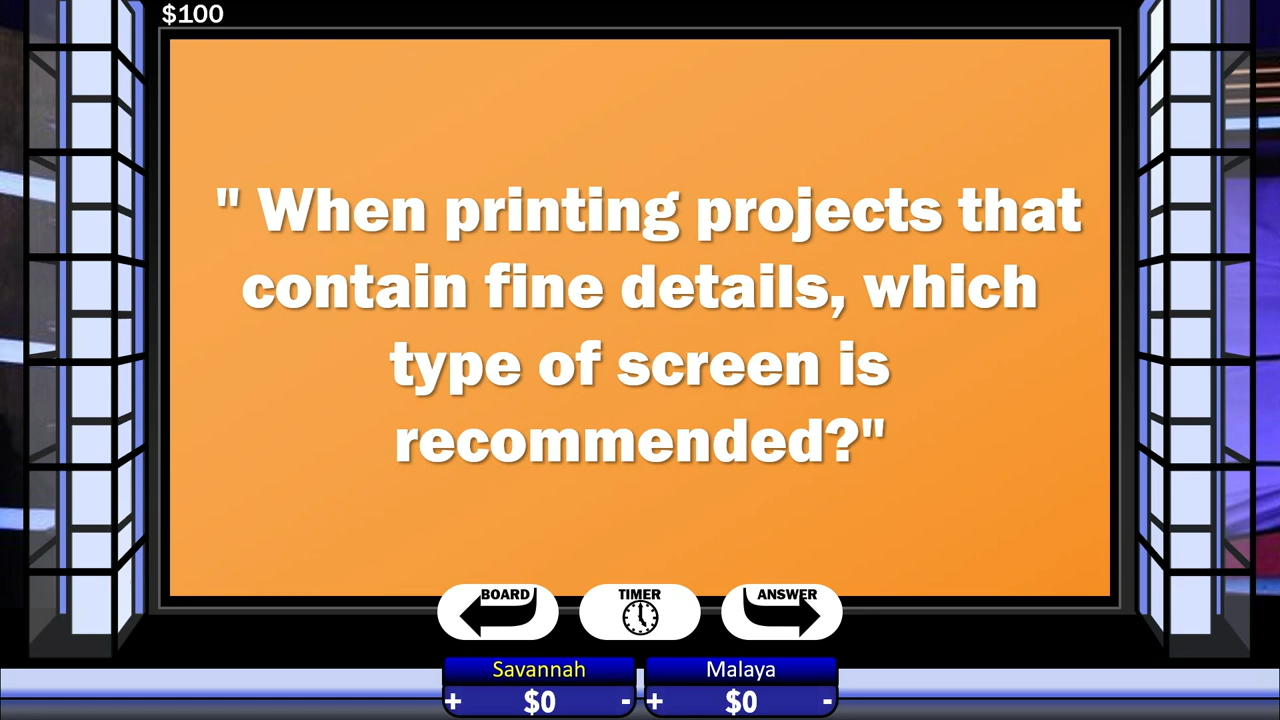 $100
" When printing projects that
contain fine details, which
type of screen is
recommended?"
BOARD
TIMER
ANSWER
Savannah
Malaya
+ $0 -
+ $0 -